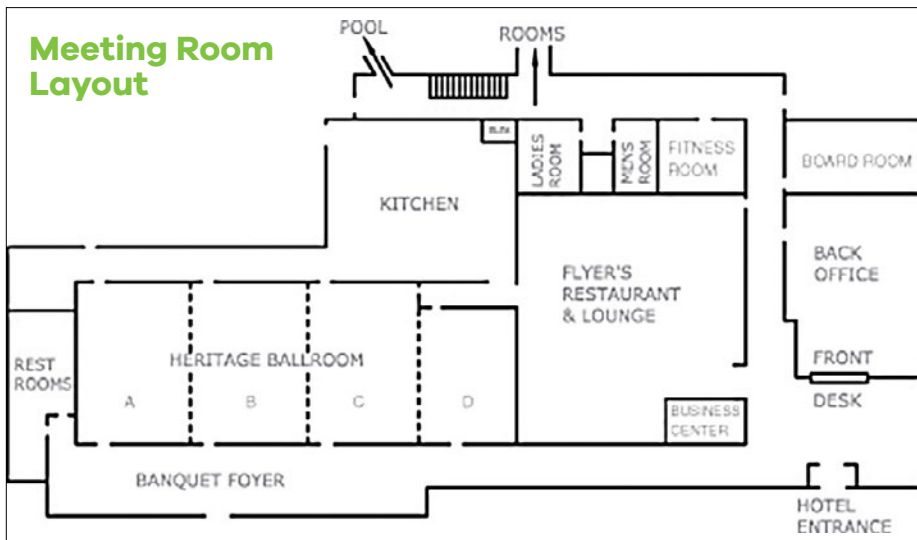 Meeting Room
Layout
POOL
ROOMS
LADIES
ROOM
MEN'S
ROOM
FITNESS
ROOM
BOARD ROOM
KITCHEN
BACK
OFFICE
FLYER'S
RESTAURANT
& LOUNGE
REST
ROOMS
HERITAGE BALLROOM
A
B
C
D
FRONT
DESK
BUSINESS
CENTER
BANQUET FOYER
HOTEL
ENTRANCE